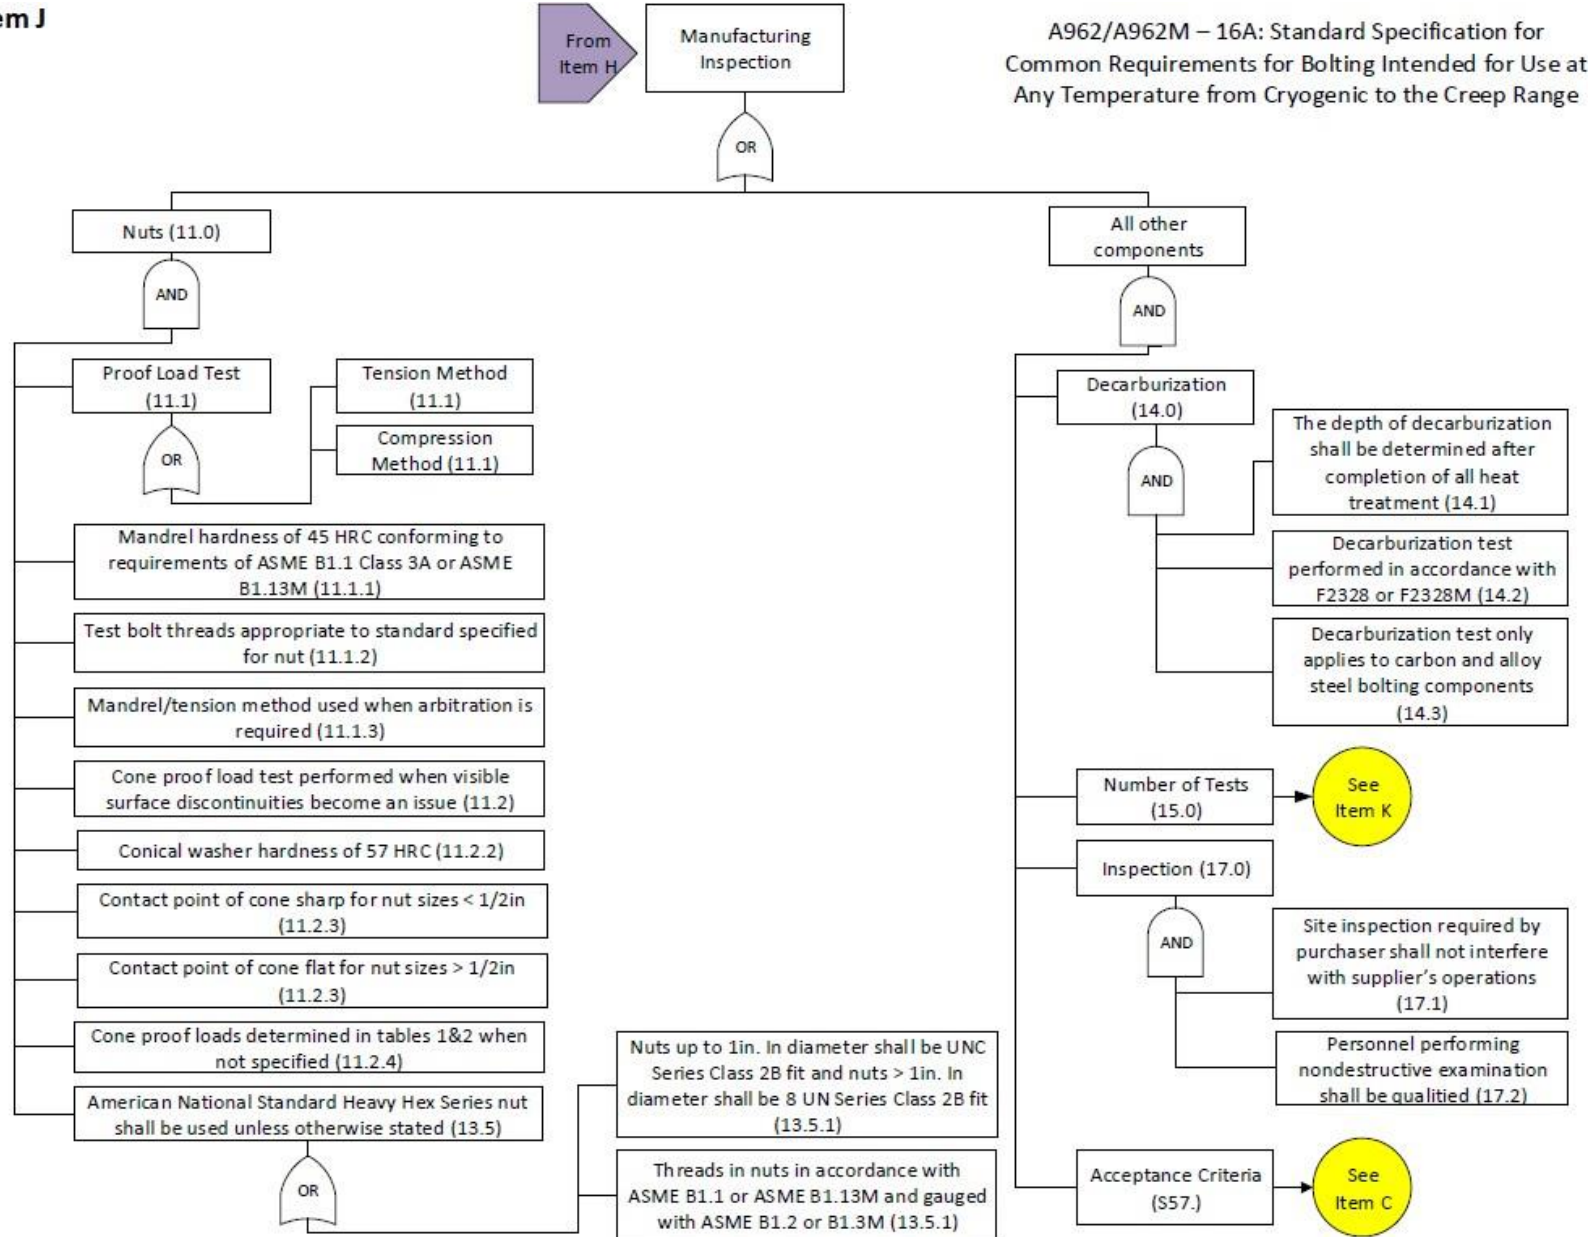 em J
From
Item H
Manufacturing
Inspection
A962/A962M – 16A: Standard Specification for
Common Requirements for Bolting Intended for Use at
Any Temperature from Cryogenic to the Creep Range
OR
Nuts (11.0)
AND
Proof Load Test
(11.1)
OR
Tension Method
(11.1)
Compression
Method (11.1)
Mandrel hardness of 45 HRC conforming to
requirements of ASME B1.1 Class 3A or ASME
B1.13M (11.1.1)
Test bolt threads appropriate to standard specified
for nut (11.1.2)
Mandrel/tension method used when arbitration is
required (11.1.3)
Cone proof load test performed when visible
surface discontinuities become an issue (11.2)
Conical washer hardness of 57 HRC (11.2.2)
Contact point of cone sharp for nut sizes < 1/2in
(11.2.3)
Contact point of cone flat for nut sizes > 1/2in
(11.2.3)
Cone proof loads determined in tables 1&2 when
not specified (11.2.4)
American National Standard Heavy Hex Series nut
shall be used unless otherwise stated (13.5)
OR
Nuts up to 1in. In diameter shall be UNC
Series Class 2B fit and nuts > 1in. In
diameter shall be 8 UN Series Class 2B fit
(13.5.1)
Threads in nuts in accordance with
ASME B1.1 or ASME B1.13M and gauged
with ASME B1.2 or B1.3M (13.5.1)
All other
components
AND
Decarburization
(14.0)
AND
The depth of decarburization
shall be determined after
completion of all heat
treatment (14.1)
Decarburization test
performed in accordance with
F2328 or F2328M (14.2)
Decarburization test only
applies to carbon and alloy
steel bolting components
(14.3)
Number of Tests
(15.0)
See
Item K
Inspection (17.0)
AND
Site inspection required by
purchaser shall not interfere
with supplier's operations
(17.1)
Personnel performing
nondestructive examination
shall be qualitied (17.2)
Acceptance Criteria
(S57.)
See
Item C